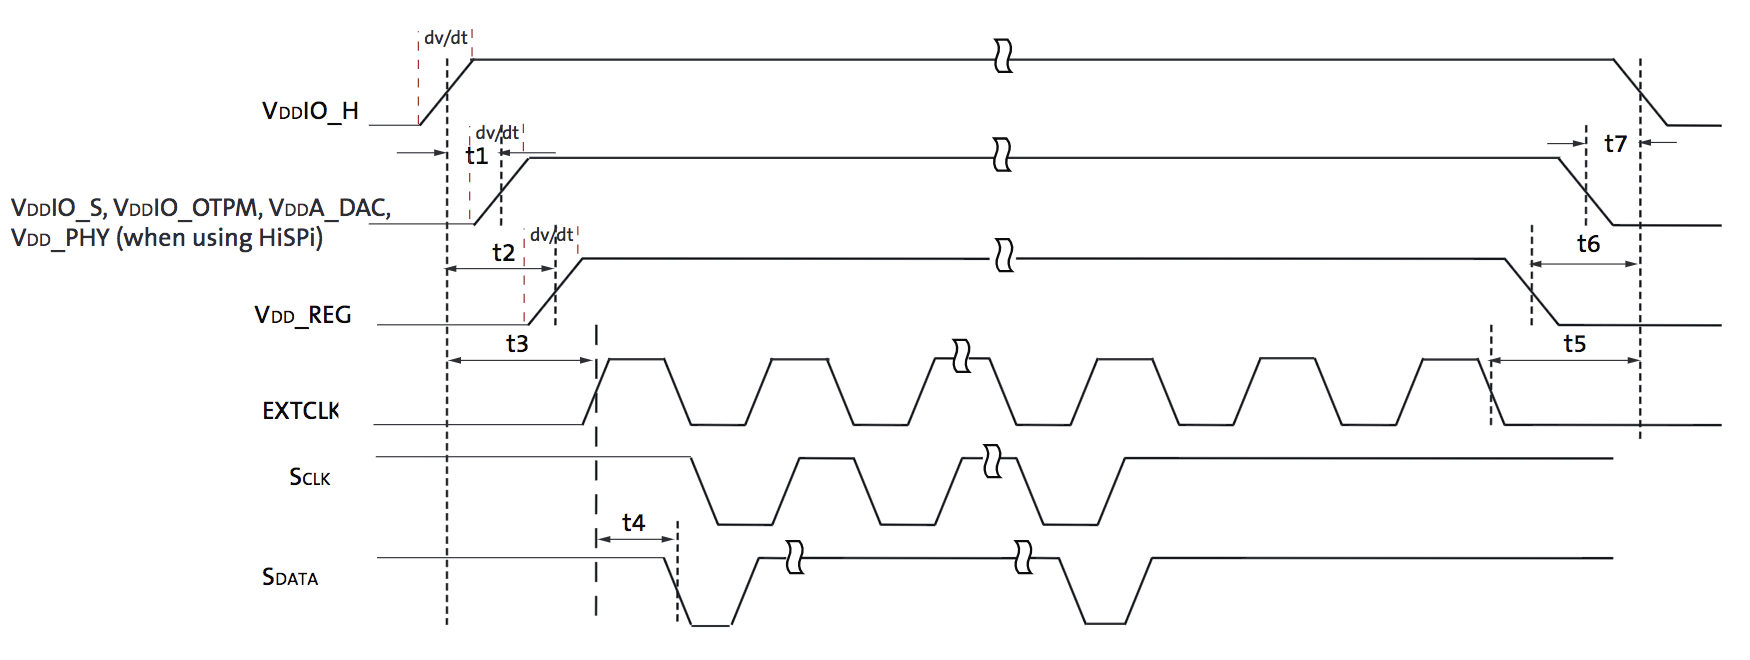 dv/dt
VDDIO_H
dv/dt
t1
t7
VDDIO_S, VDDIO_OTPM, VDDA_DAC,
VDD_PHY (when using HiSPi)
dv/dt
t2
t6
VDD_REG
t3
t5
EXTCLK
SCLK
t4
SDATA